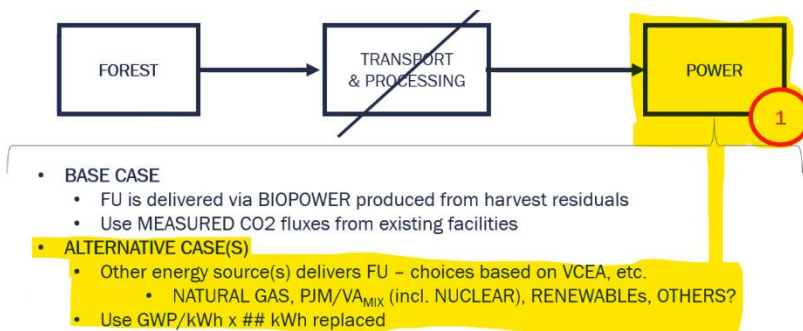 FOREST
TRANSPORT
& PROCESSING
POWER
1
• BASE CASE
• FU is delivered via BIOPOWER produced from harvest residuals
• Use MEASURED CO2 fluxes from existing facilities
• ALTERNATIVE CASE(S)
• Other energy source(s) delivers FU – choices based on VCEA, etc.
• NATURAL GAS, PJM/VAMIX (incl. NUCLEAR), RENEWABLEs, OTHERS?
• Use GWP/kWh x ## kWh replaced